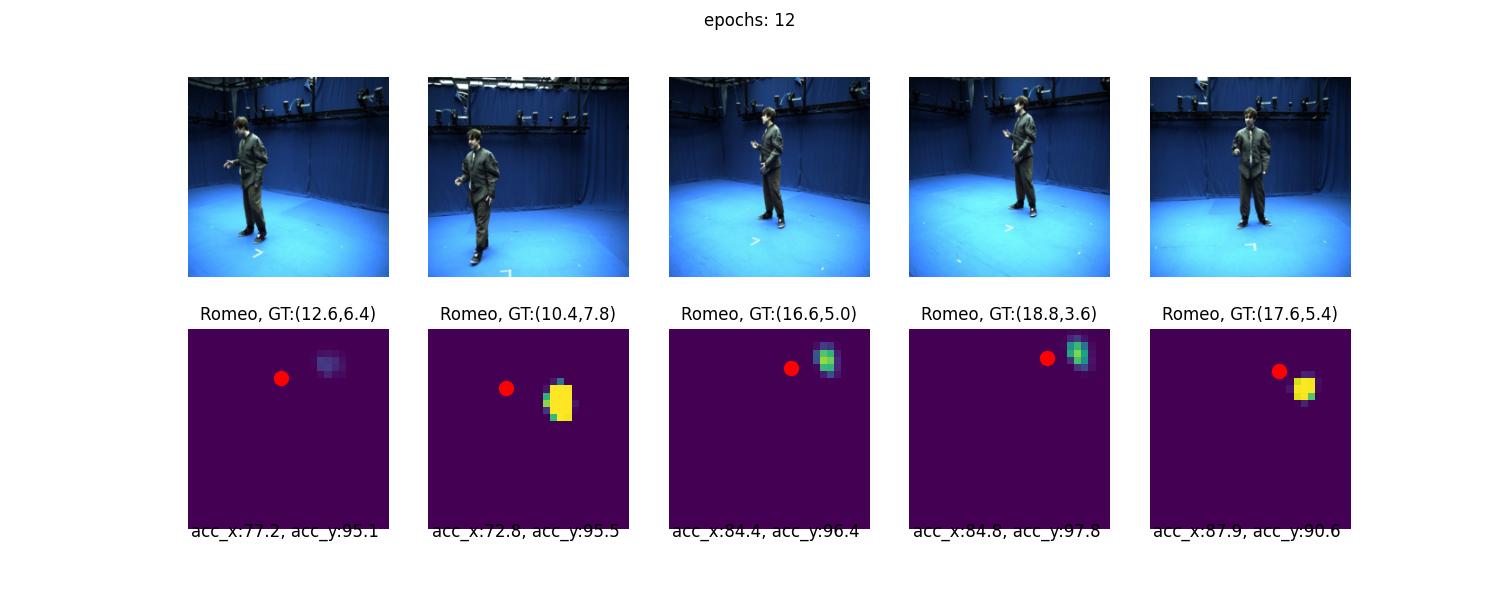 epochs: 12
Romeo, GT:(12.6,6.4)
Romeo, GT:(10.4,7.8)
Romeo, GT:(16.6,5.0)
Romeo, GT:(18.8,3.6)
Romeo, GT:(17.6,5.4)
acc_x:77.2, acc_y:95.1
acc_x:72.8, acc_y:95.5
acc_x:84.4, acc_y:96.4
acc_x:84.8, acc_y:97.8
acc_x:87.9, acc_y:90.6